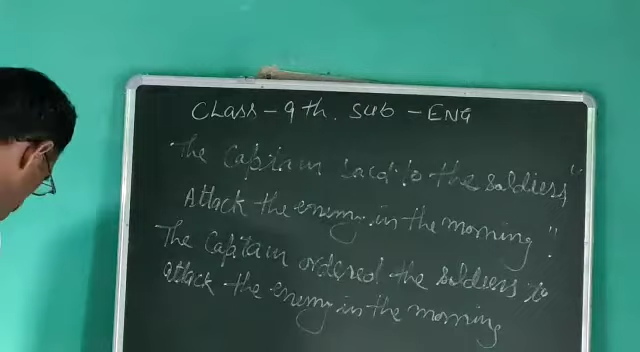 CLASS - 9th. Sub - ENG
The Captain said to the soldiers, "
Attack the enemy in the morning."
The Captain ordered the soldiers to
attack the enemy in the morning